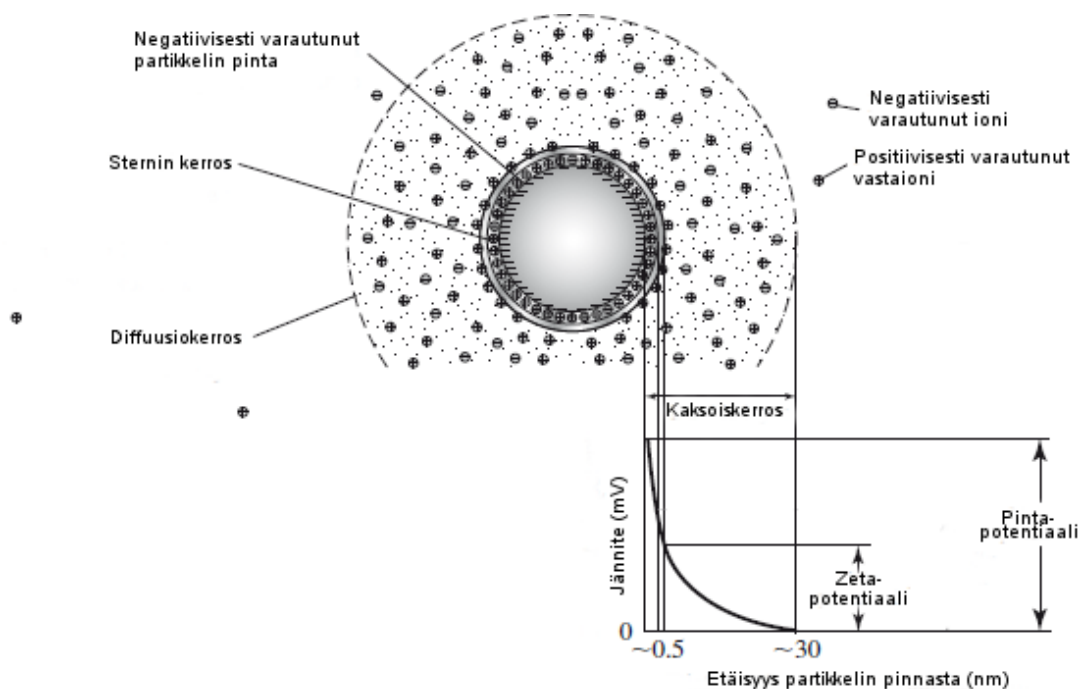 Negatiivisesti varautunut
partikkelin pinta
Sternin kerros
Diffuusiokerros
Negatiivisesti
varautunut ioni
Positiivisesti varautunut
vastaioni
Kaksoiskerros
Jännite (mV)
Pinta-
potentiaali
Zeta-
potentiaali
0
~0.5
~30
Etäisyys partikkelin pinnasta (nm)